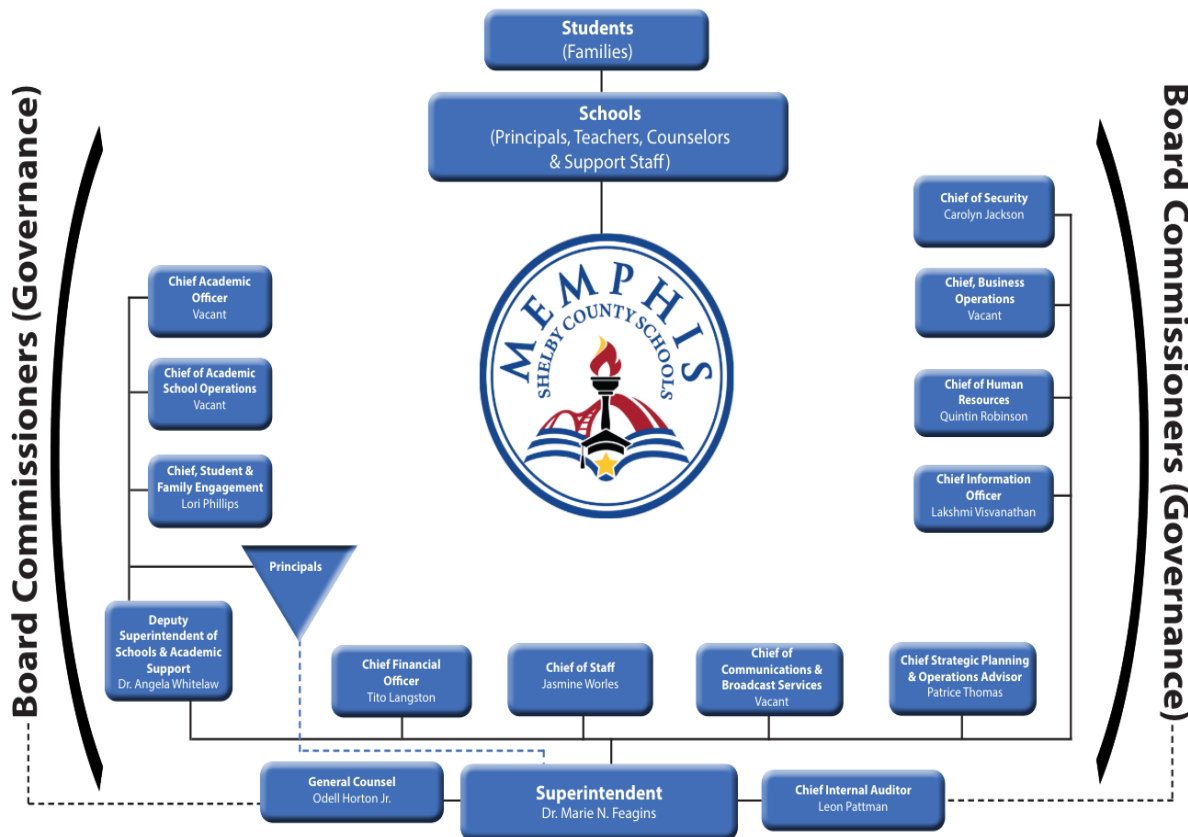 Students
(Families)
Schools
(Principals, Teachers, Counselors
& Support Staff)
Board Commissioners (Governance)
Board Commissioners (Governance)
MEMPHIS
SHELBY COUNTY SCHOOLS
Chief Academic
Officer
Vacant
Chief of Academic
School Operations
Vacant
Chief, Student &
Family Engagement
Lori Phillips
Principals
Deputy
Superintendent of
Schools & Academic
Support
Dr. Angela Whitelaw
Chief of Security
Carolyn Jackson
Chief, Business
Operations
Vacant
Chief of Human
Resources
Quintin Robinson
Chief Information
Officer
Lakshmi Visvanathan
Chief Financial
Officer
Tito Langston
Chief of Staff
Jasmine Worles
Chief of
Communications &
Broadcast Services
Vacant
Chief Strategic Planning
& Operations Advisor
Patrice Thomas
General Counsel
Odell Horton Jr.
Superintendent
Dr. Marie N. Feagins
Chief Internal Auditor
Leon Pattman